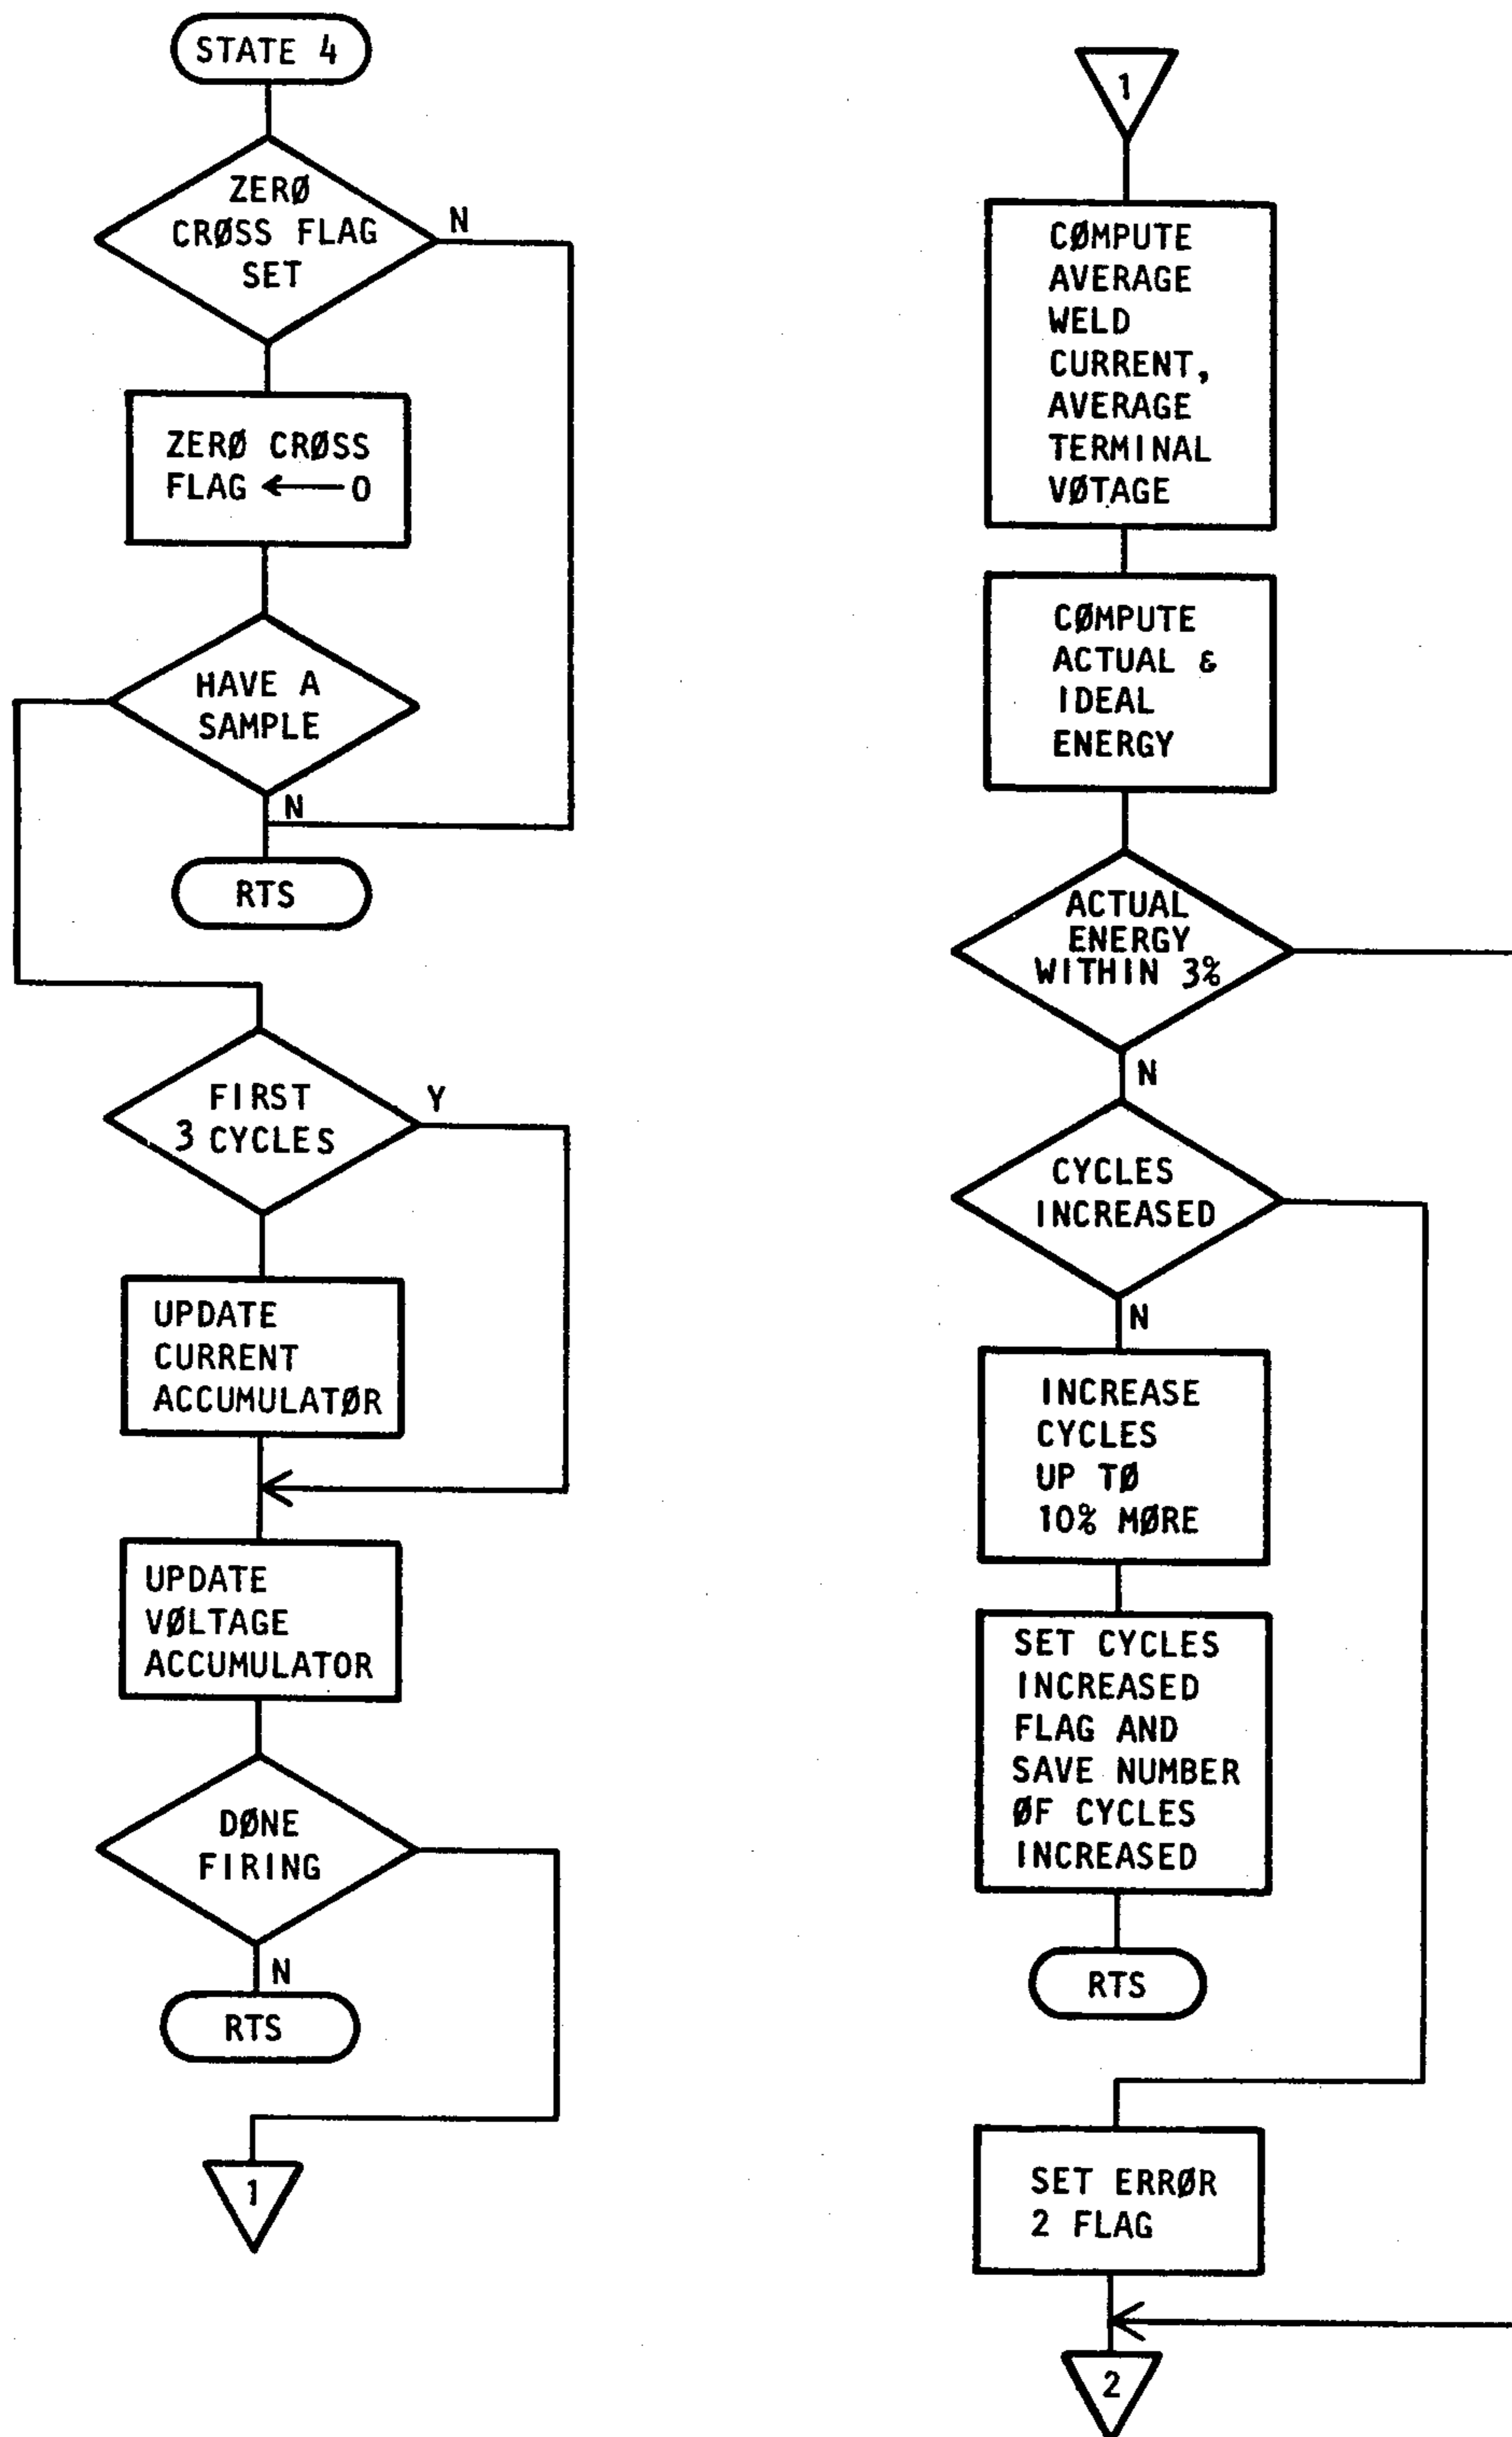 STATE 4
ZERØ
CRØSS FLAG
SET
N
ZERØ CRØSS
FLAG ← 0
HAVE A
SAMPLE
N
RTS
FIRST
3 CYCLES
Y
UPDATE
CURRENT
ACCUMULATØR
UPDATE
VØLTAGE
ACCUMULATOR
DØNE
FIRING
N
RTS
1
1
CØMPUTE
AVERAGE
WELD
CURRENT,
AVERAGE
TERMINAL
VØTAGE
CØMPUTE
ACTUAL &
IDEAL
ENERGY
ACTUAL
ENERGY
WITHIN 3%
N
CYCLES
INCREASED
N
INCREASE
CYCLES
UP TØ
10% MØRE
SET CYCLES
INCREASED
FLAG AND
SAVE NUMBER
ØF CYCLES
INCREASED
RTS
SET ERRØR
2 FLAG
2